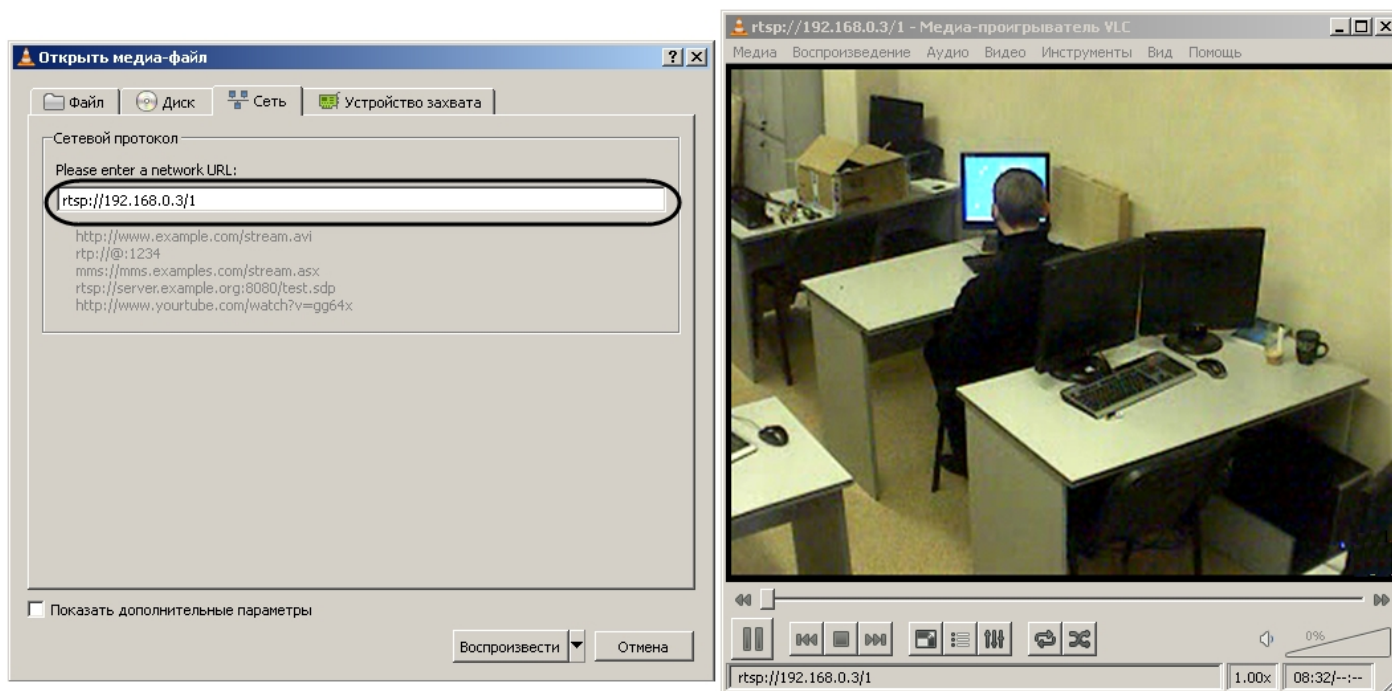 Открыть медиа-файл
Файл
Диск
Сеть
Устройство захвата
Сетевой протокол
Please enter a network URL:
rtsp://192.168.0.3/1
http://www.example.com/stream.avi
rtp://@:1234
mms://mms.examples.com/stream.asx
rtsp://server.example.org:8080/test.sdp
http://www.yourtube.com/watch?v=gg64x
Показать дополнительные параметры
Воспроизвести
Отмена
rtsp://192.168.0.3/1 - Медиа-проигрыватель VLC
Медиа Воспроизведение Аудио Видео Инструменты Вид Помощь
0%
rtsp://192.168.0.3/1
1.00x
08:32/--:--